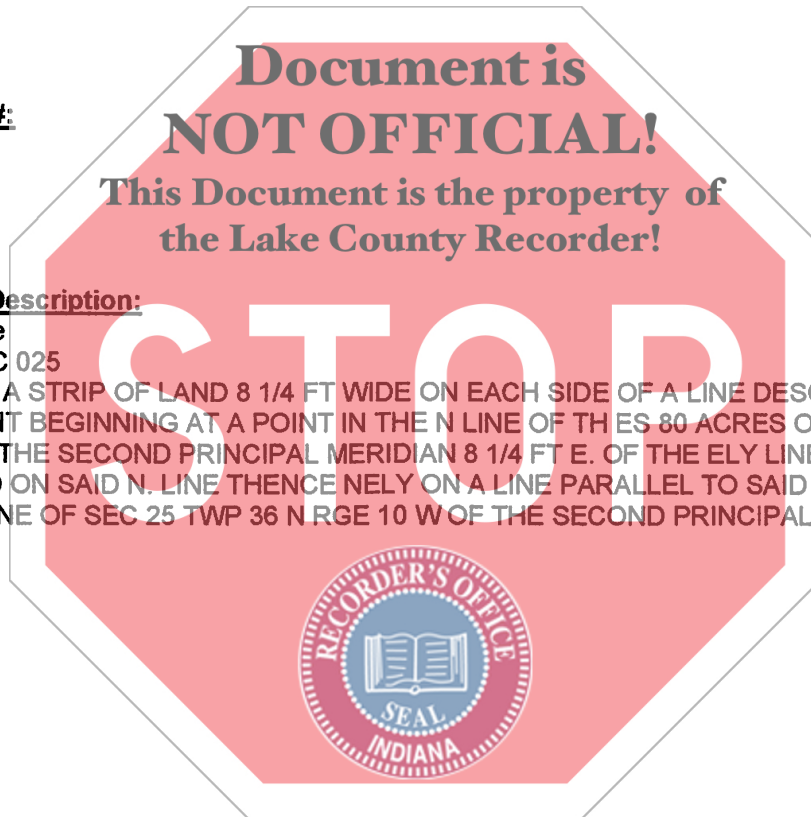 Document is
#:
NOT OFFICIAL!
This Document is the property of
the Lake County Recorder!
Description:
025
A STRIP OF LAND 8 1/4 FT WIDE ON EACH SIDE OF A LINE
BEGINNING AT A POINT IN THE N LINE OF TH ES 80 ACRES
THE SECOND PRINCIPAL MERIDIAN 8 1/4 FT E. OF THE ELY LINE
ON SAID N. LINE THENCE NELY ON A LINE PARALLEL TO SAID
OF SEC 25 TWP 36 N RGE 10 W OF THE SECOND PRINCIPAL
STOP
RECORDER'S OFFICE
SEAL
INDIANA